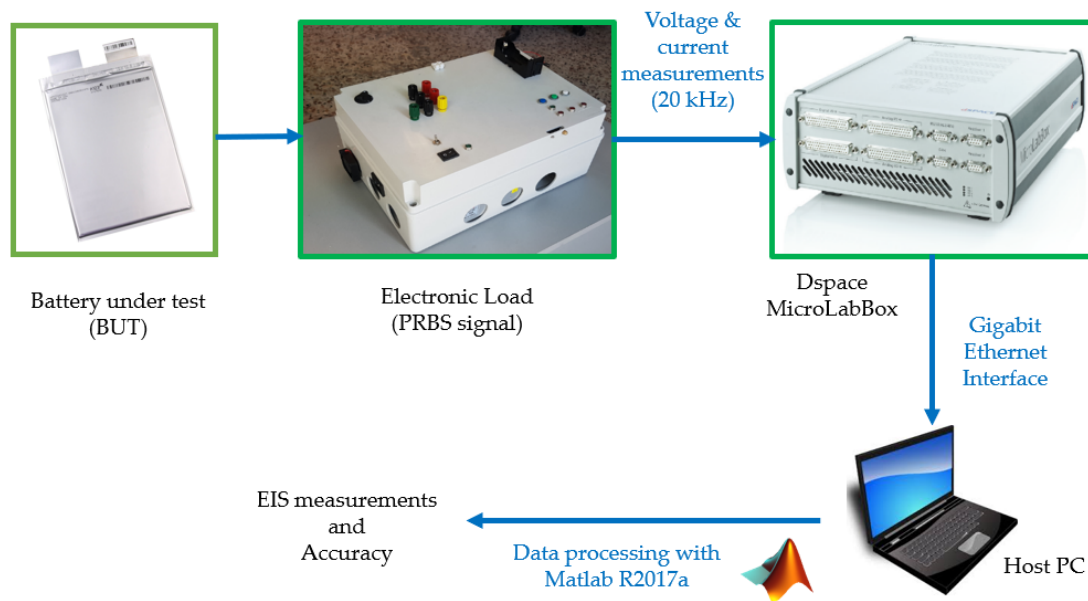 Voltage &
current
measurements
(20 kHz)
Battery under test
(BUT)
Electronic Load
(PRBS signal)
Dspace
MicroLabBox
Gigabit
Ethernet
Interface
EIS measurements
and
Accuracy
Data processing with
Matlab R2017a
Host PC